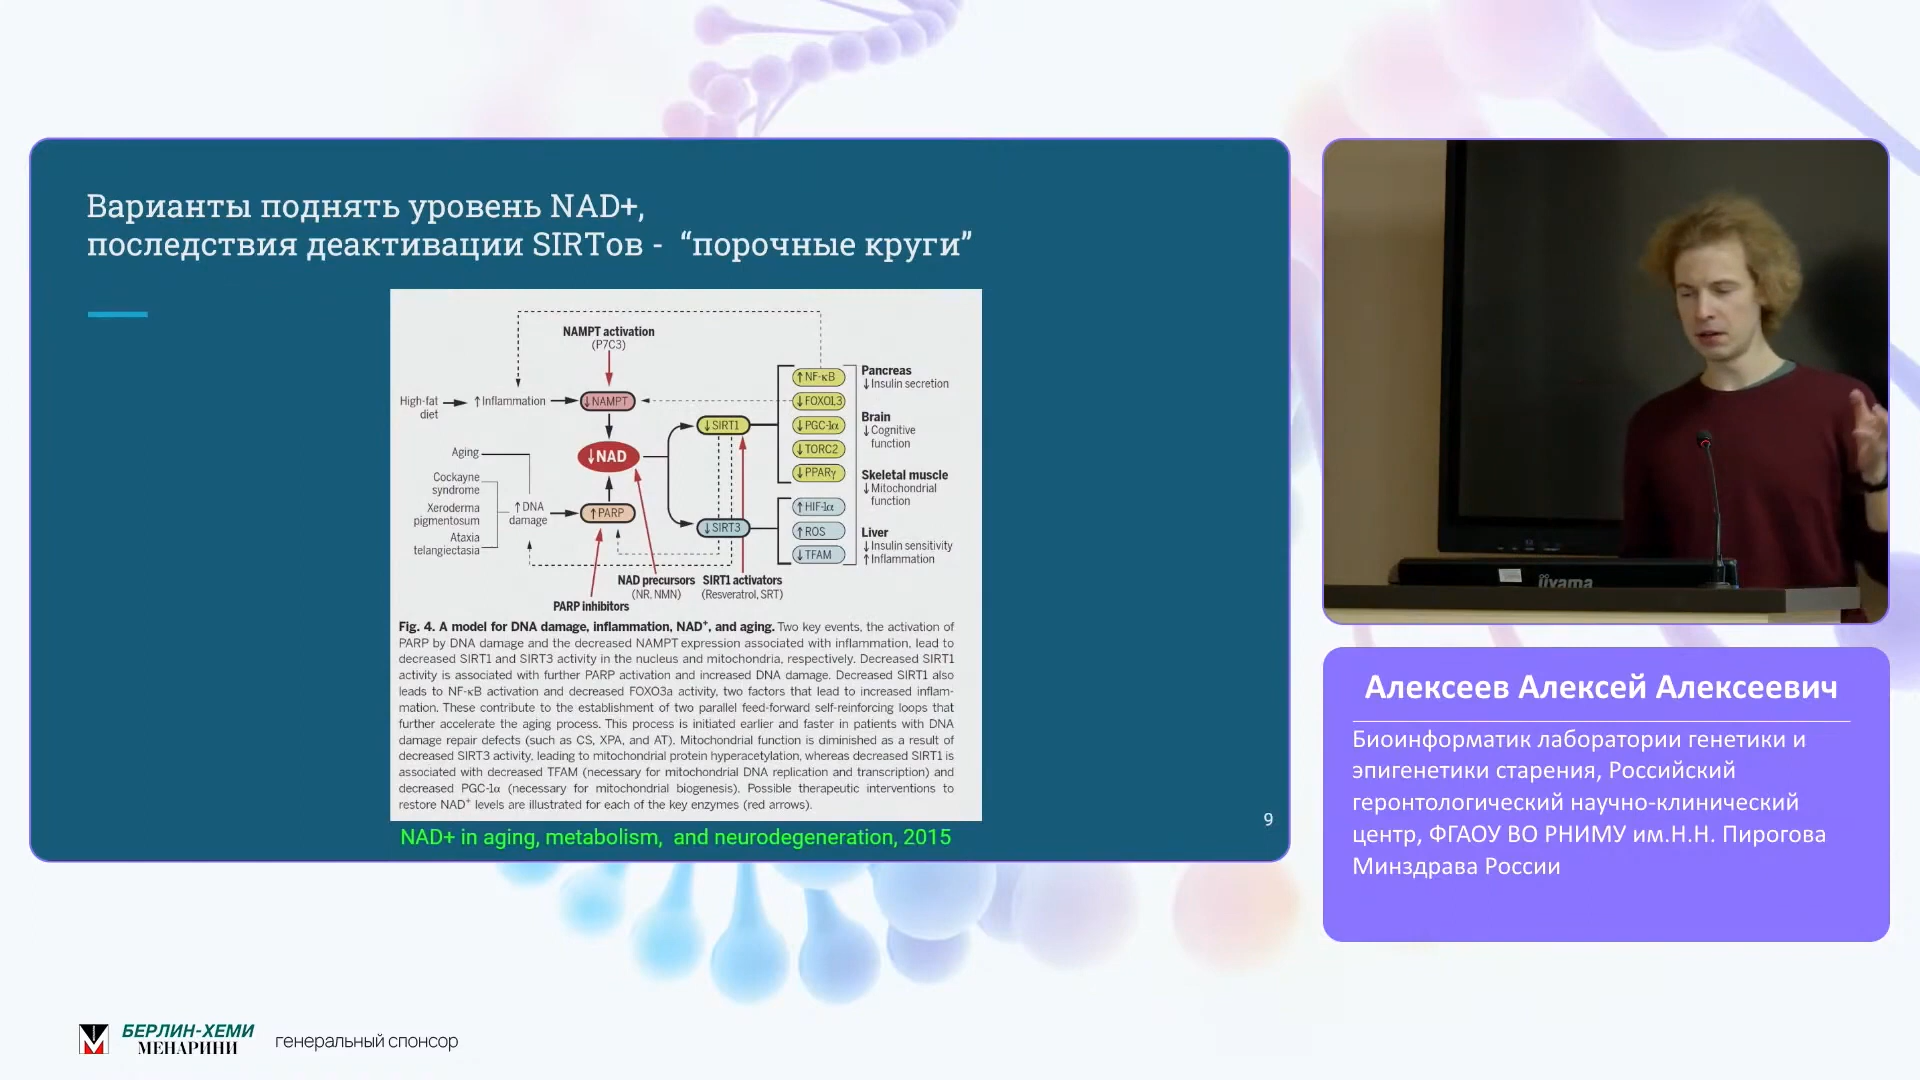 Варианты поднять уровень NAD+,
последствия деактивации SIRTов - “порочные круги”
NAMPT activation
(P7C3)
High-fat
diet
↑Inflammation
↓NAMPT
↓NAD
Aging
Cockayne
syndrome
Xeroderma
pigmentosum
Ataxia
telangiectasia
↑DNA
damage
↑PARP
↓SIRT1
↓SIRT3
↑NF-κB
↓FOXO1,3
↓PGC-1α
↓TORC2
↓PPARγ
↑HIF-1α
↑ROS
↓TFAM
Pancreas
↓Insulin secretion
Brain
↓Cognitive
function
Skeletal muscle
↓Mitochondrial
function
Liver
↓Insulin sensitivity
↑Inflammation
NAD precursors
(NR, NMN)
SIRT1 activators
(Resveratrol, SRT)
PARP inhibitors
Fig. 4. A model for DNA damage, inflammation, NAD+, and aging. Two key events, the activation of
PARP by DNA damage and the decreased NAMPT expression associated with inflammation, lead to
decreased SIRT1 and SIRT3 activity in the nucleus and mitochondria, respectively. Decreased SIRT1
activity is associated with further PARP activation and increased DNA damage. Decreased SIRT1 also
leads to NF-κB activation and decreased FOXO3a activity, two factors that lead to increased inflam-
mation. These contribute to the establishment of two parallel feed-forward self-reinforcing loops that
further accelerate the aging process. This process is initiated earlier and faster in patients with DNA
damage repair defects (such as CS, XPA, and AT). Mitochondrial function is diminished as a result of
decreased SIRT3 activity, leading to mitochondrial protein hyperacetylation, whereas decreased SIRT1 is
associated with decreased TFAM (necessary for mitochondrial DNA replication and transcription) and
decreased PGC-1α (necessary for mitochondrial biogenesis). Possible therapeutic interventions to
restore NAD+ levels are illustrated for each of the key enzymes (red arrows).
NAD+ in aging, metabolism, and neurodegeneration, 2015
9
iiyama
Алексеев Алексей Алексеевич
Биоинформатик лаборатории генетики и
эпигенетики старения, Российский
геронтологический научно-клинический
центр, ФГАОУ ВО РНИМУ им.Н.Н. Пирогова
Минздрава России
БЕРЛИН-ХЕМИ
МЕНАРИНИ
генеральный спонсор